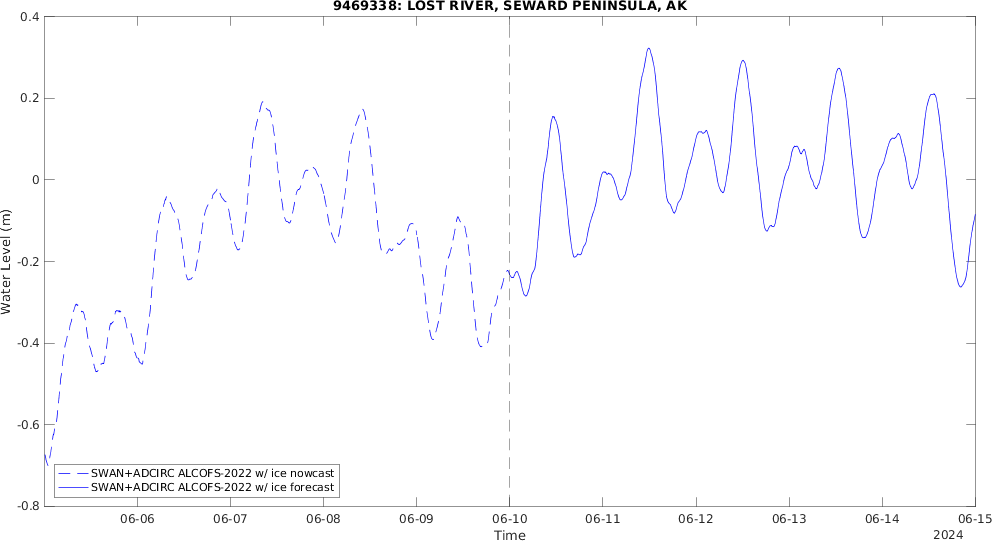 9469338: LOST RIVER, SEWARD PENINSULA, AK
0.4
0.2
0
-0.2
-0.4
-0.6
-0.8
Water Level (m)
SWAN+ADCIRC ALCOFS-2022 w/ ice nowcast
SWAN+ADCIRC ALCOFS-2022 w/ ice forecast
06-06 06-07 06-08 06-09 06-10 06-11 06-12 06-13 06-14 06-15
Time
2024